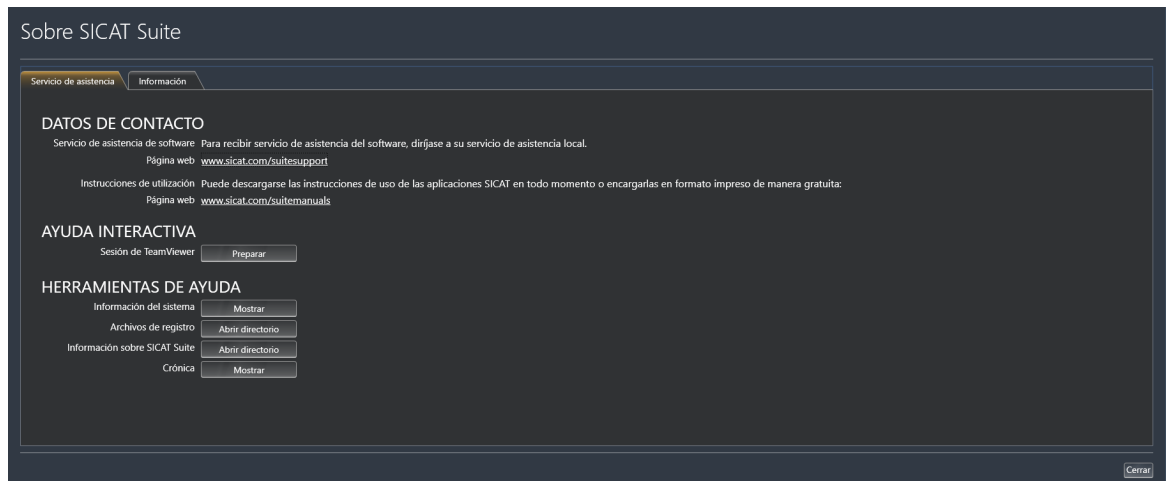 Sobre SICAT Suite
Servicio de asistencia Información
DATOS DE CONTACTO
Servicio de asistencia de software Para recibir servicio de asistencia del software, diríjase a su servicio de asistencia local.
Página web www.sicat.com/suitesupport
Instrucciones de utilización Puede descargarse las instrucciones de uso de las aplicaciones SICAT en todo momento o encargarlas en formato impreso de manera gratuita:
Página web www.sicat.com/suitemanuals
AYUDA INTERACTIVA
Sesión de TeamViewer Preparar
HERRAMIENTAS DE AYUDA
Información del sistema Mostrar
Archivos de registro Abrir directorio
Información sobre SICAT Suite Abrir directorio
Crónica Mostrar
Cerrar